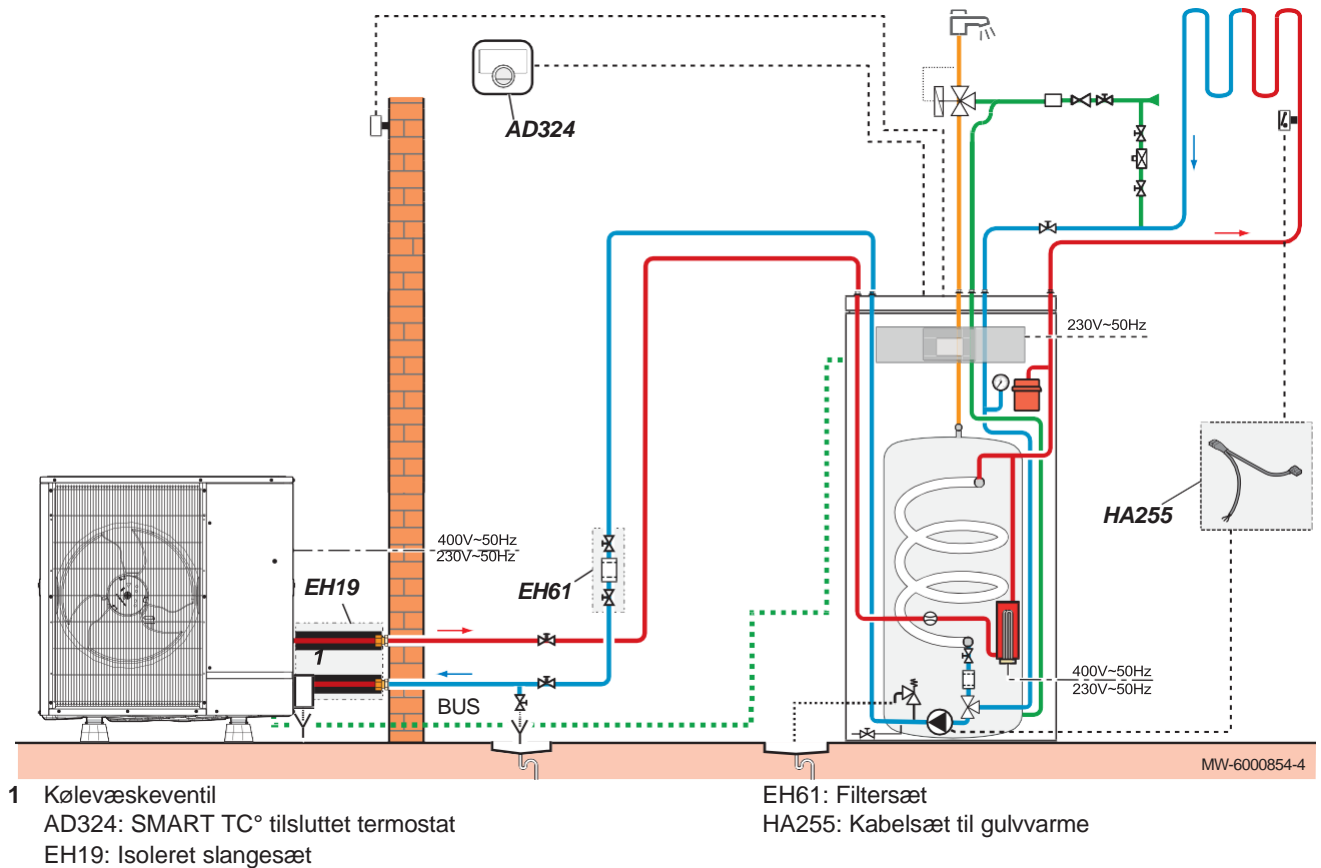 AD324
230V~50Hz
HA255
400V~50Hz
230V~50Hz
EH19
EH61
1
400V~50Hz
230V~50Hz
BUS
MW-6000854-4
1 Kølevæskeventil
AD324: SMART TC° tilsluttet termostat
EH19: Isoleret slangesæt
EH61: Filtersæt
HA255: Kabelsæt til gulvvarme